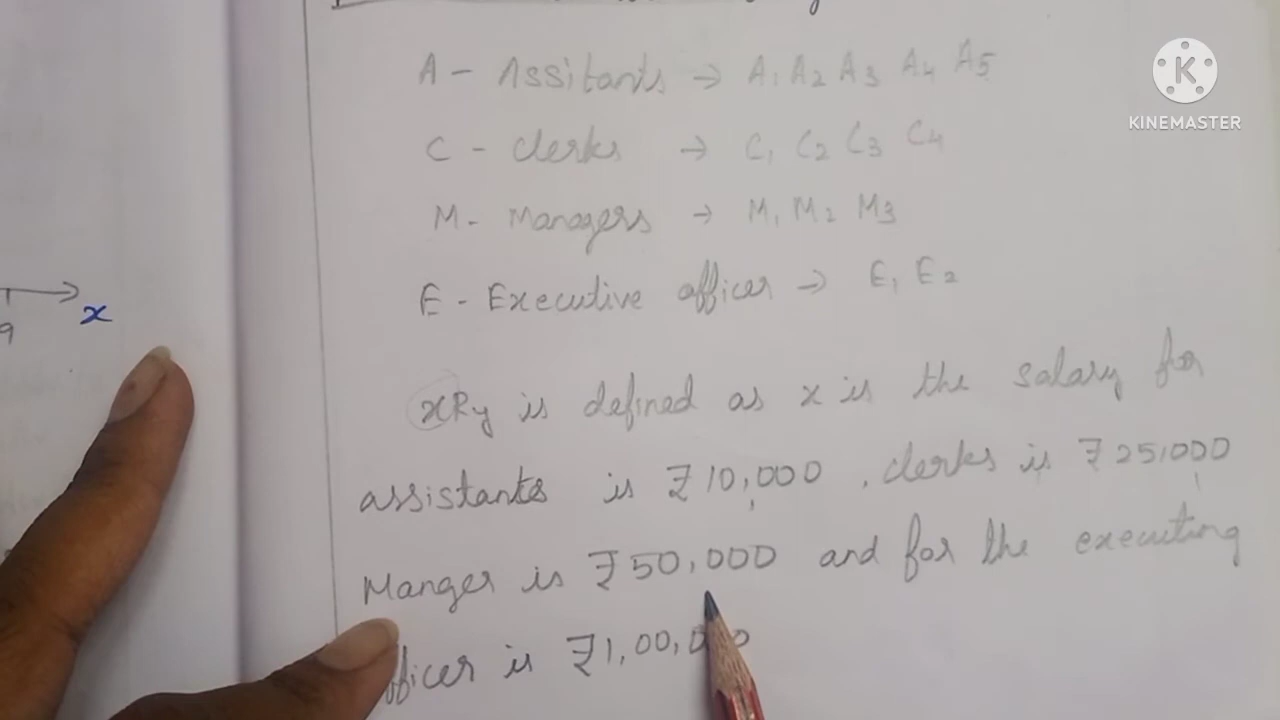 A - Assitants → A1 A2 A3 A4 A5
C - clerks → C1 C2 C3 C4
M - Managers → M1 M2 M3
E - Executive officer → E1 E2
xRy is defined as x is the salary for
assistants is ₹10,000, clerks is ₹25,000
Manger is ₹50,000 and for the executing
officer is ₹1,00,000
x
9
KINEMASTER